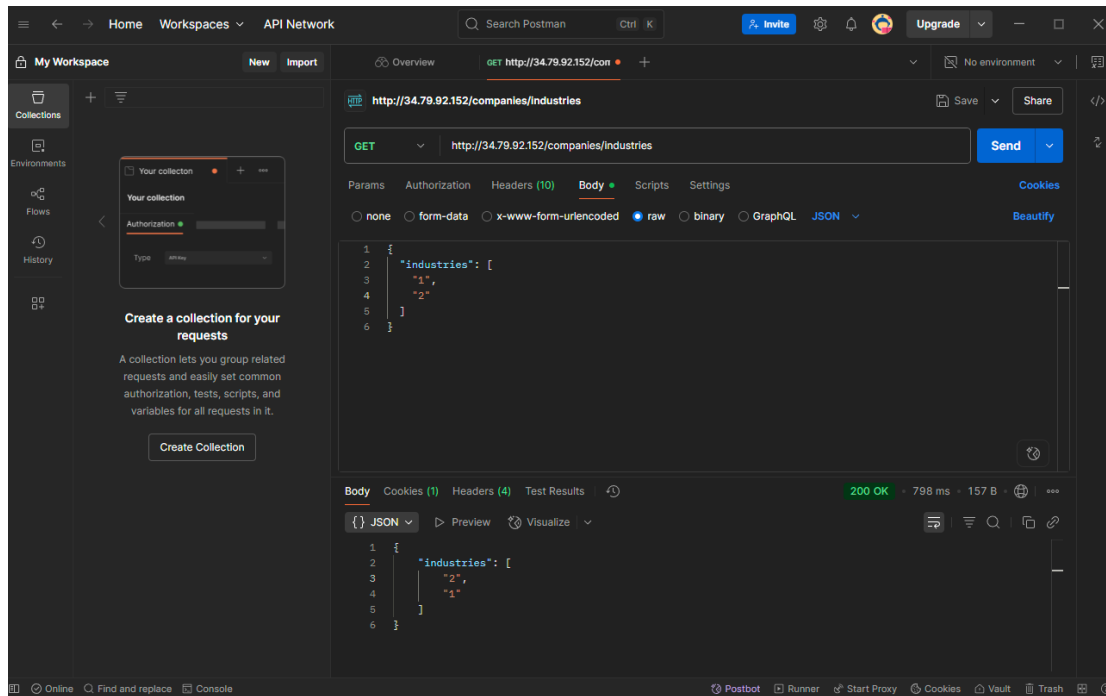 Home Workspaces API Network Search Postman Ctrl K Invite Upgrade
My Workspace New Import Overview GET http://34.79.92.152/con No environment
Collections
Environments
Flows
History
Your collecton
Your collection
Authorization
Type API Key
Create a collection for your
requests
A collection lets you group related
requests and easily set common
authorization, tests, scripts, and
variables for all requests in it.
Create Collection
HTTP http://34.79.92.152/companies/industries Save Share
GET http://34.79.92.152/companies/industries Send
Params Authorization Headers (10) Body Scripts Settings Cookies
none form-data x-www-form-urlencoded raw binary GraphQL JSON Beautify
1 {
2 "industries": [
3 "1",
4 "2"
5 ]
6 }
Body Cookies (1) Headers (4) Test Results 200 OK 798 ms 157 B
{} JSON Preview Visualize
1 {
2 "industries": [
3 "2",
4 "1"
5 ]
6 }
Online Find and replace Console Postbot Runner Start Proxy Cookies Vault Trash